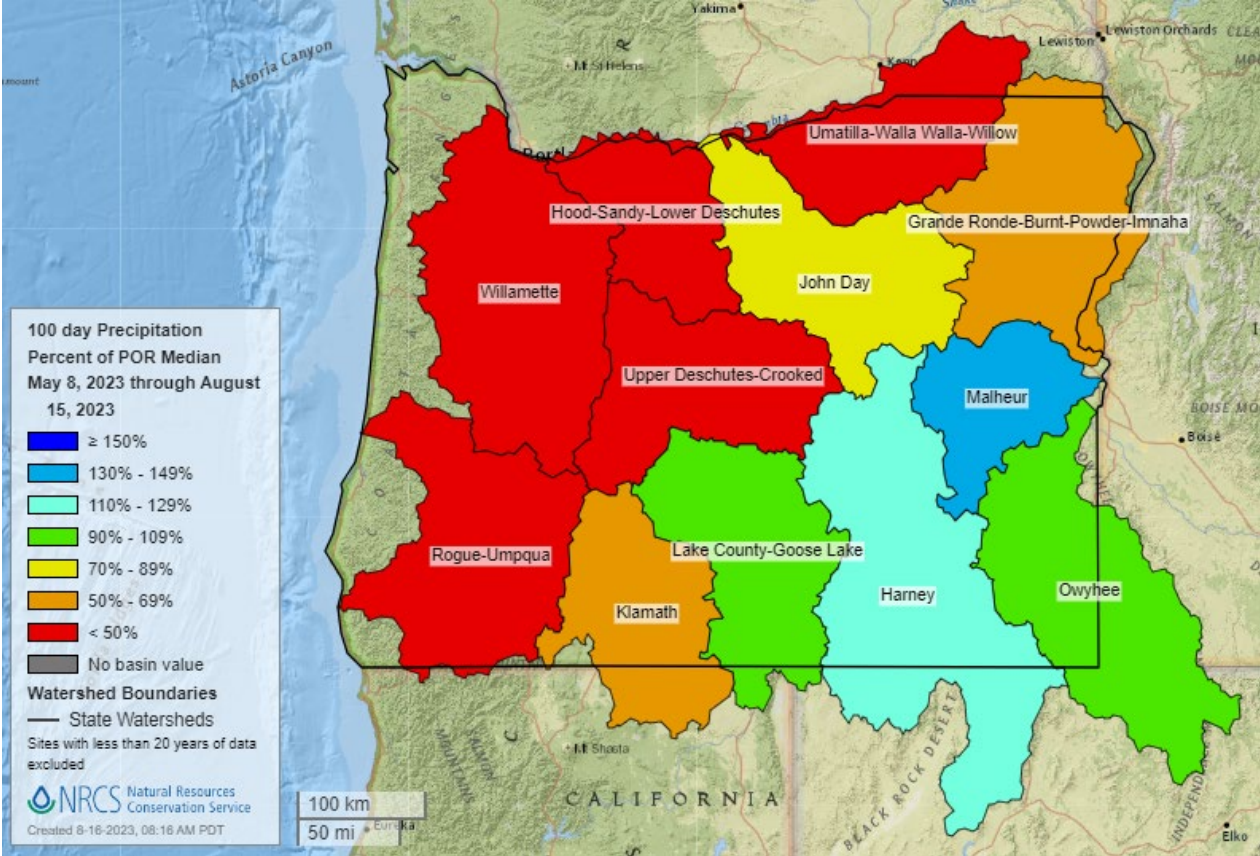 Yakima
Lewiston Orchards
Lewiston
Astoria Canyon
Mt St Helens
Umatilla-Walla Walla-Willow
Hood-Sandy-Lower Deschutes
Grande Ronde-Burnt-Powder-Imnaha
SALMON
John Day
Willamette
Upper Deschutes-Crooked
Malheur
BOISE MO
Boise
100 day Precipitation
Percent of POR Median
May 8, 2023 through August
15, 2023
≥ 150%
130% - 149%
110% - 129%
90% - 109%
70% - 89%
50% - 69%
< 50%
No basin value
Watershed Boundaries
State Watersheds
Sites with less than 20 years of data
excluded
NRCS Natural Resources
Conservation Service
Created 8-16-2023, 08:16 AM PDT
Rogue-Umpqua
Lake County-Goose Lake
Klamath
Harney
Owyhee
Mt Shasta
CALIFORNIA
BLACK ROCK DESERT
100 km
50 mi
Eureka
Elko